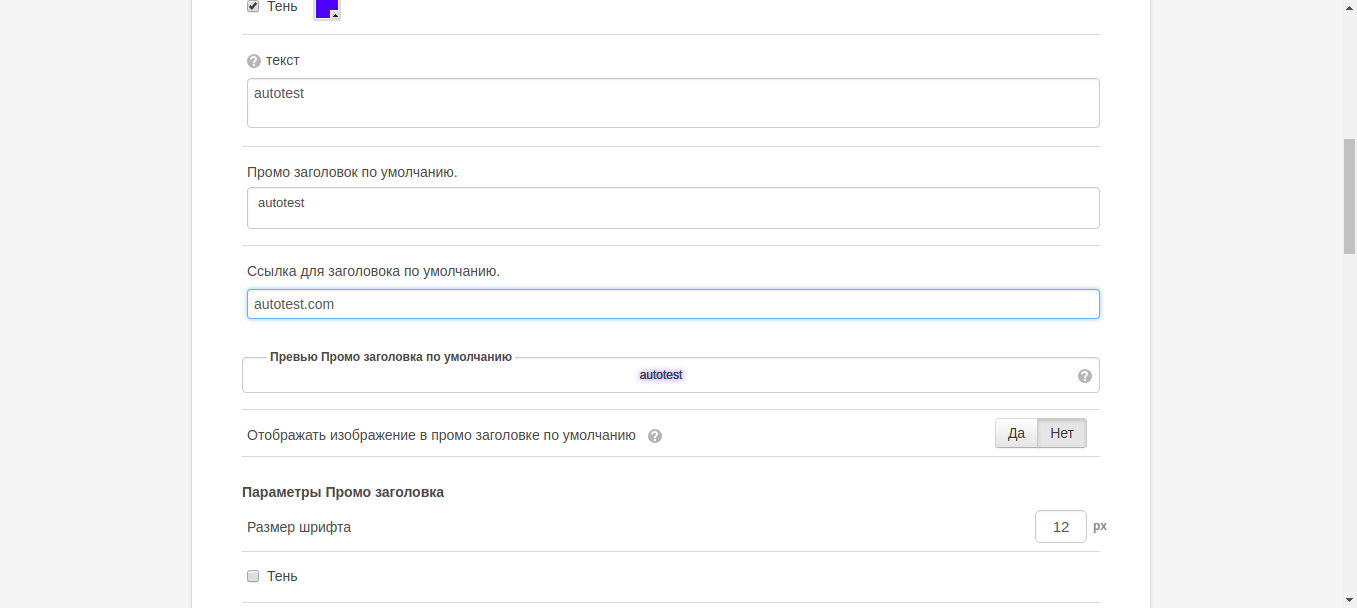 Тень
текст
autotest
Промо заголовок по умолчанию.
autotest
Ссылка для заголовока по умолчанию.
autotest.com
Превью Промо заголовка по умолчанию
autotest
?
Отображать изображение в промо заголовке по умолчанию ? Да Нет
Параметры Промо заголовка
Размер шрифта 12 px
Тень